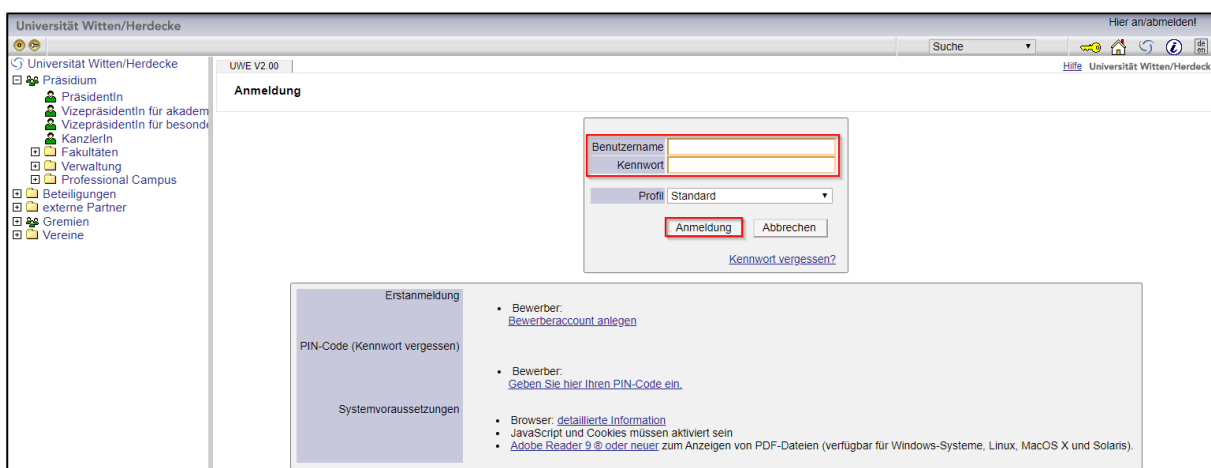 Universität Witten/Herdecke
Hier an/abmelden!
Suche
de
en
Universität Witten/Herdecke
Präsidium
PräsidentIn
VizepräsidentIn für akadem
VizepräsidentIn für besonde
KanzlerIn
Fakultäten
Verwaltung
Professional Campus
Beteiligungen
externe Partner
Gremien
Vereine
UWE V2.00
Hilfe Universität Witten/Herdeck
Anmeldung
Benutzername
Kennwort
Profil Standard
Anmeldung Abbrechen
Kennwort vergessen?
Erstanmeldung
• Bewerber:
Bewerberaccount anlegen
PIN-Code (Kennwort vergessen)
• Bewerber:
Geben Sie hier Ihren PIN-Code ein.
Systemvoraussetzungen
• Browser: detaillierte Information
• JavaScript und Cookies müssen aktiviert sein
• Adobe Reader 9 ® oder neuer zum Anzeigen von PDF-Dateien (verfügbar für Windows-Systeme, Linux, MacOS X und Solaris).